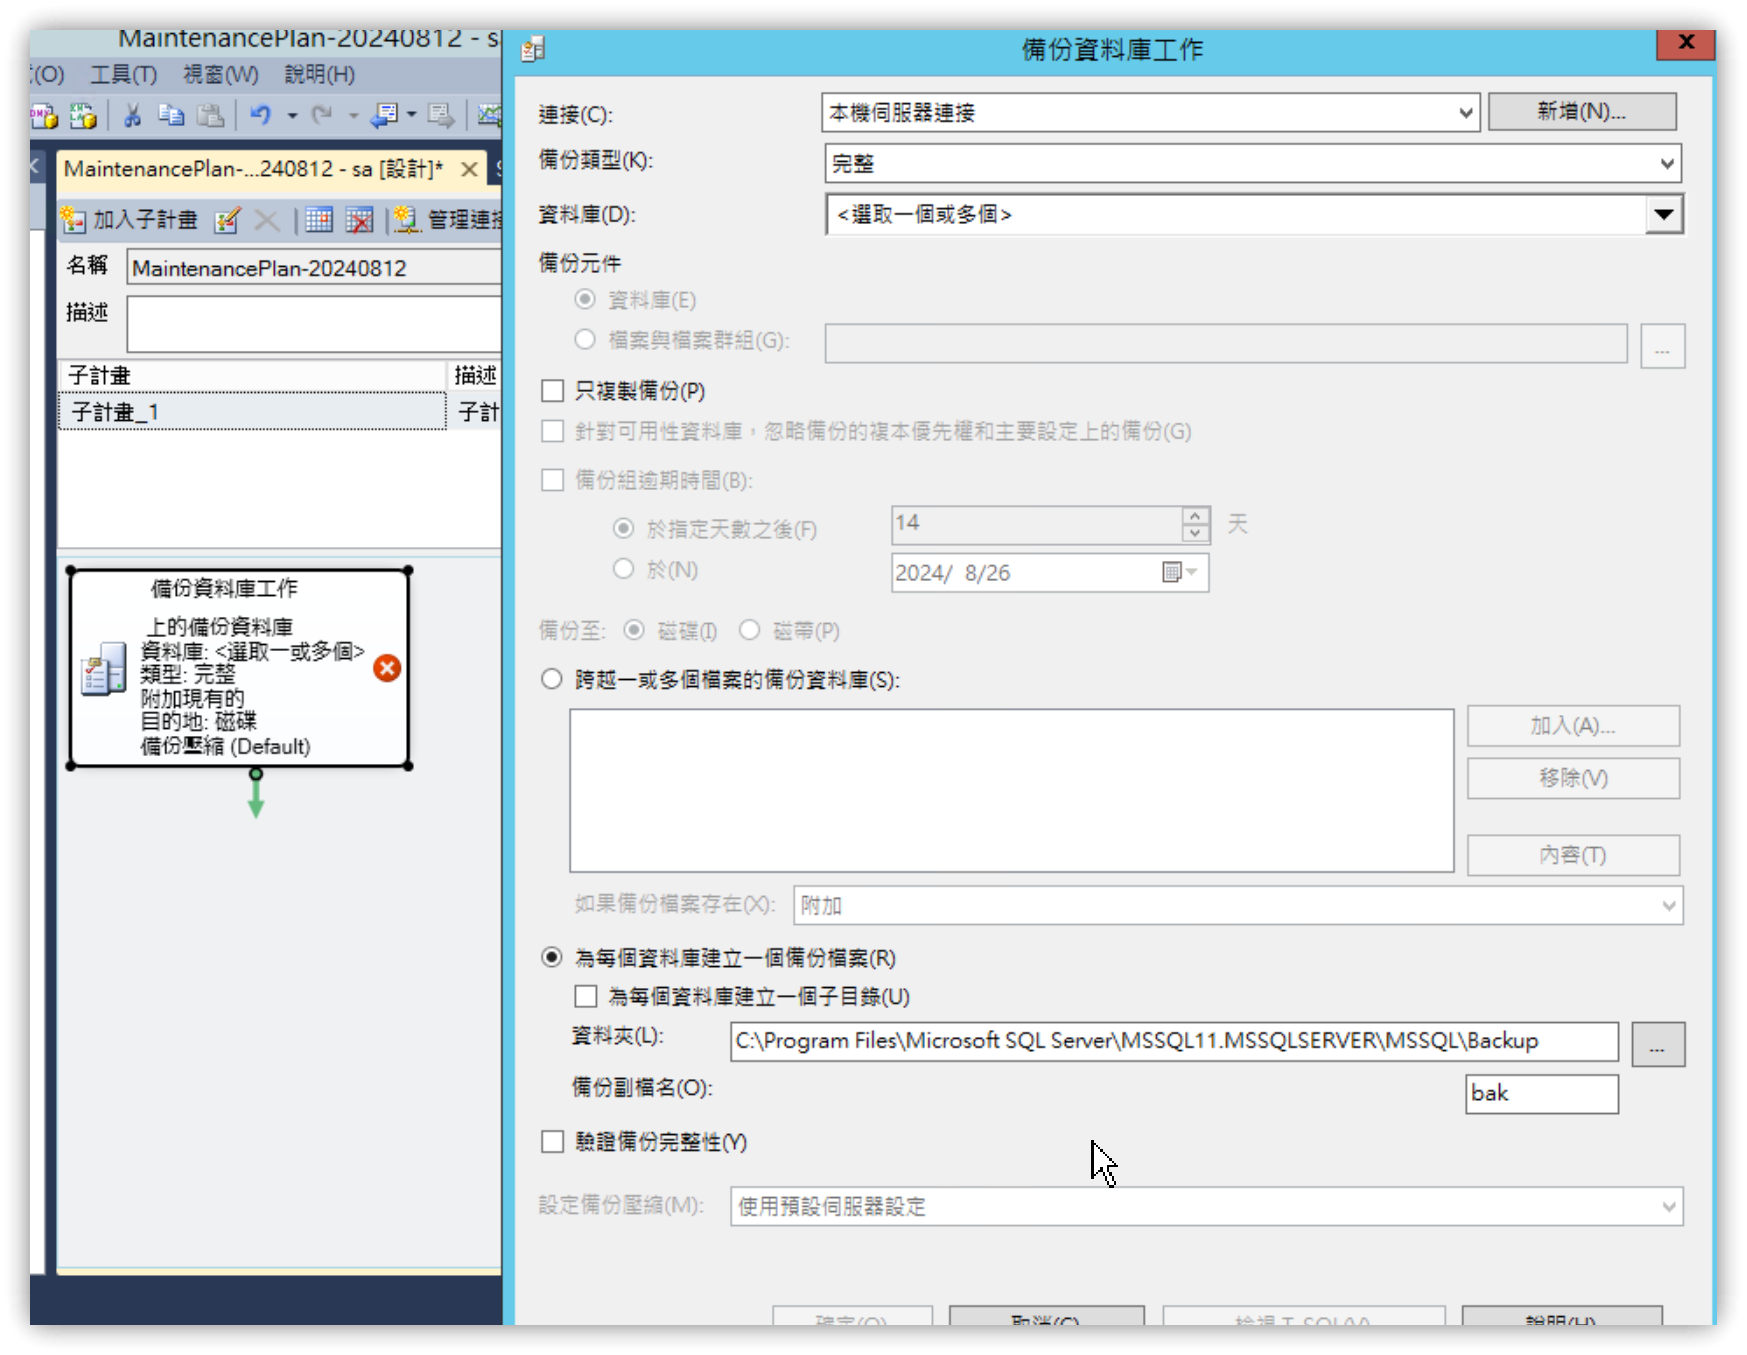 MaintenancePlan-20240812 - s
(O) 工具(T) 視窗(W) 說明(H)
MaintenancePlan-...240812 - sa [設計]*
加入子計畫 管理連接
名稱 MaintenancePlan-20240812
描述
子計畫 描述
子計畫_1 子計
備份資料庫工作
上的備份資料庫
資料庫: <選取一或多個>
類型: 完整
附加現有的
目的地: 磁碟
備份壓縮 (Default)
備份資料庫工作
連接(C): 本機伺服器連接 新增(N)...
備份類型(K): 完整
資料庫(D): <選取一個或多個>
備份元件
資料庫(E)
檔案與檔案群組(G): ...
只複製備份(P)
針對可用性資料庫，忽略備份的複本優先權和主要設定上的備份(G)
備份組逾期時間(B):
於指定天數之後(F) 14 天
於(N) 2024/ 8/26
備份至: 磁碟(I) 磁帶(P)
跨越一或多個檔案的備份資料庫(S):
加入(A)...
移除(V)
內容(T)
如果備份檔案存在(X): 附加
為每個資料庫建立一個備份檔案(R)
為每個資料庫建立一個子目錄(U)
資料夾(L): C:\Program Files\Microsoft SQL Server\MSSQL11.MSSQLSERVER\MSSQL\Backup ...
備份副檔名(O): bak
驗證備份完整性(Y)
設定備份壓縮(M): 使用預設伺服器設定
確定(O) 取消(C) 檢視 T-SQL(V) 說明(H)